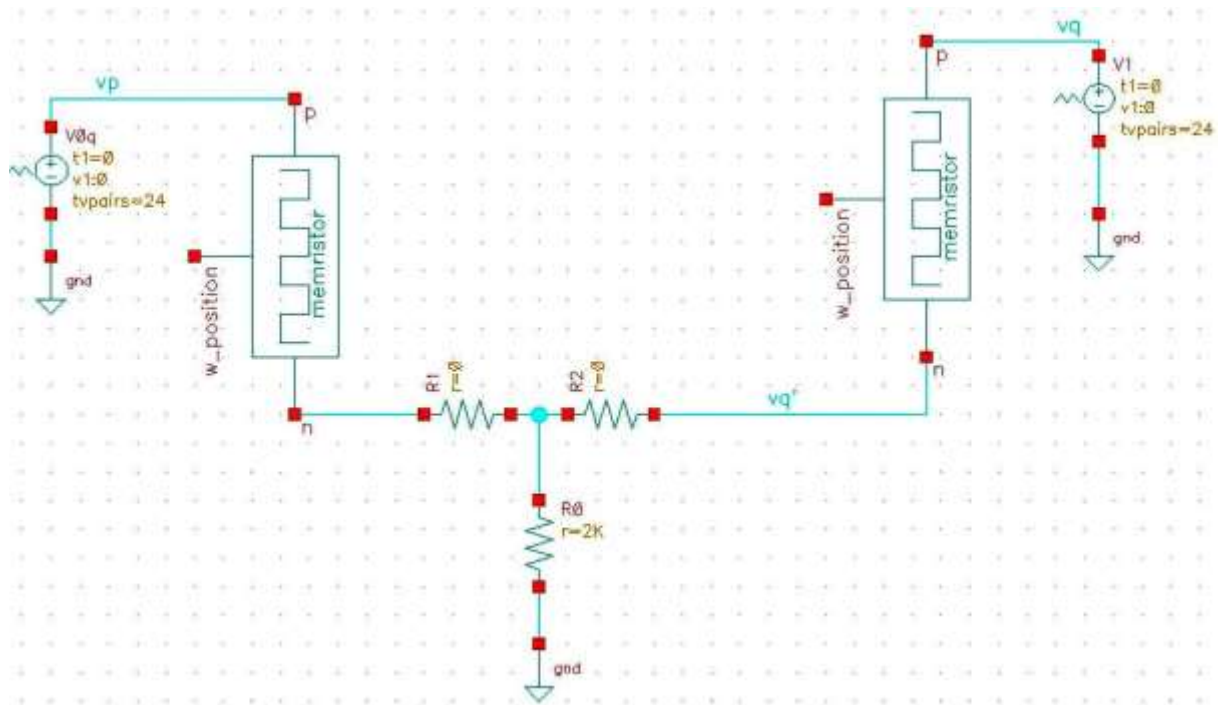 vp
p
V0q
t1=0
v1:0
tvpairs=24
gnd
w_position
memristor
n
vq
p
V1
t1=0
v1:0
tvpairs=24
gnd
w_position
memristor
n
R1
r=0
R2
r=0
vq'
R0
r=2K
gnd